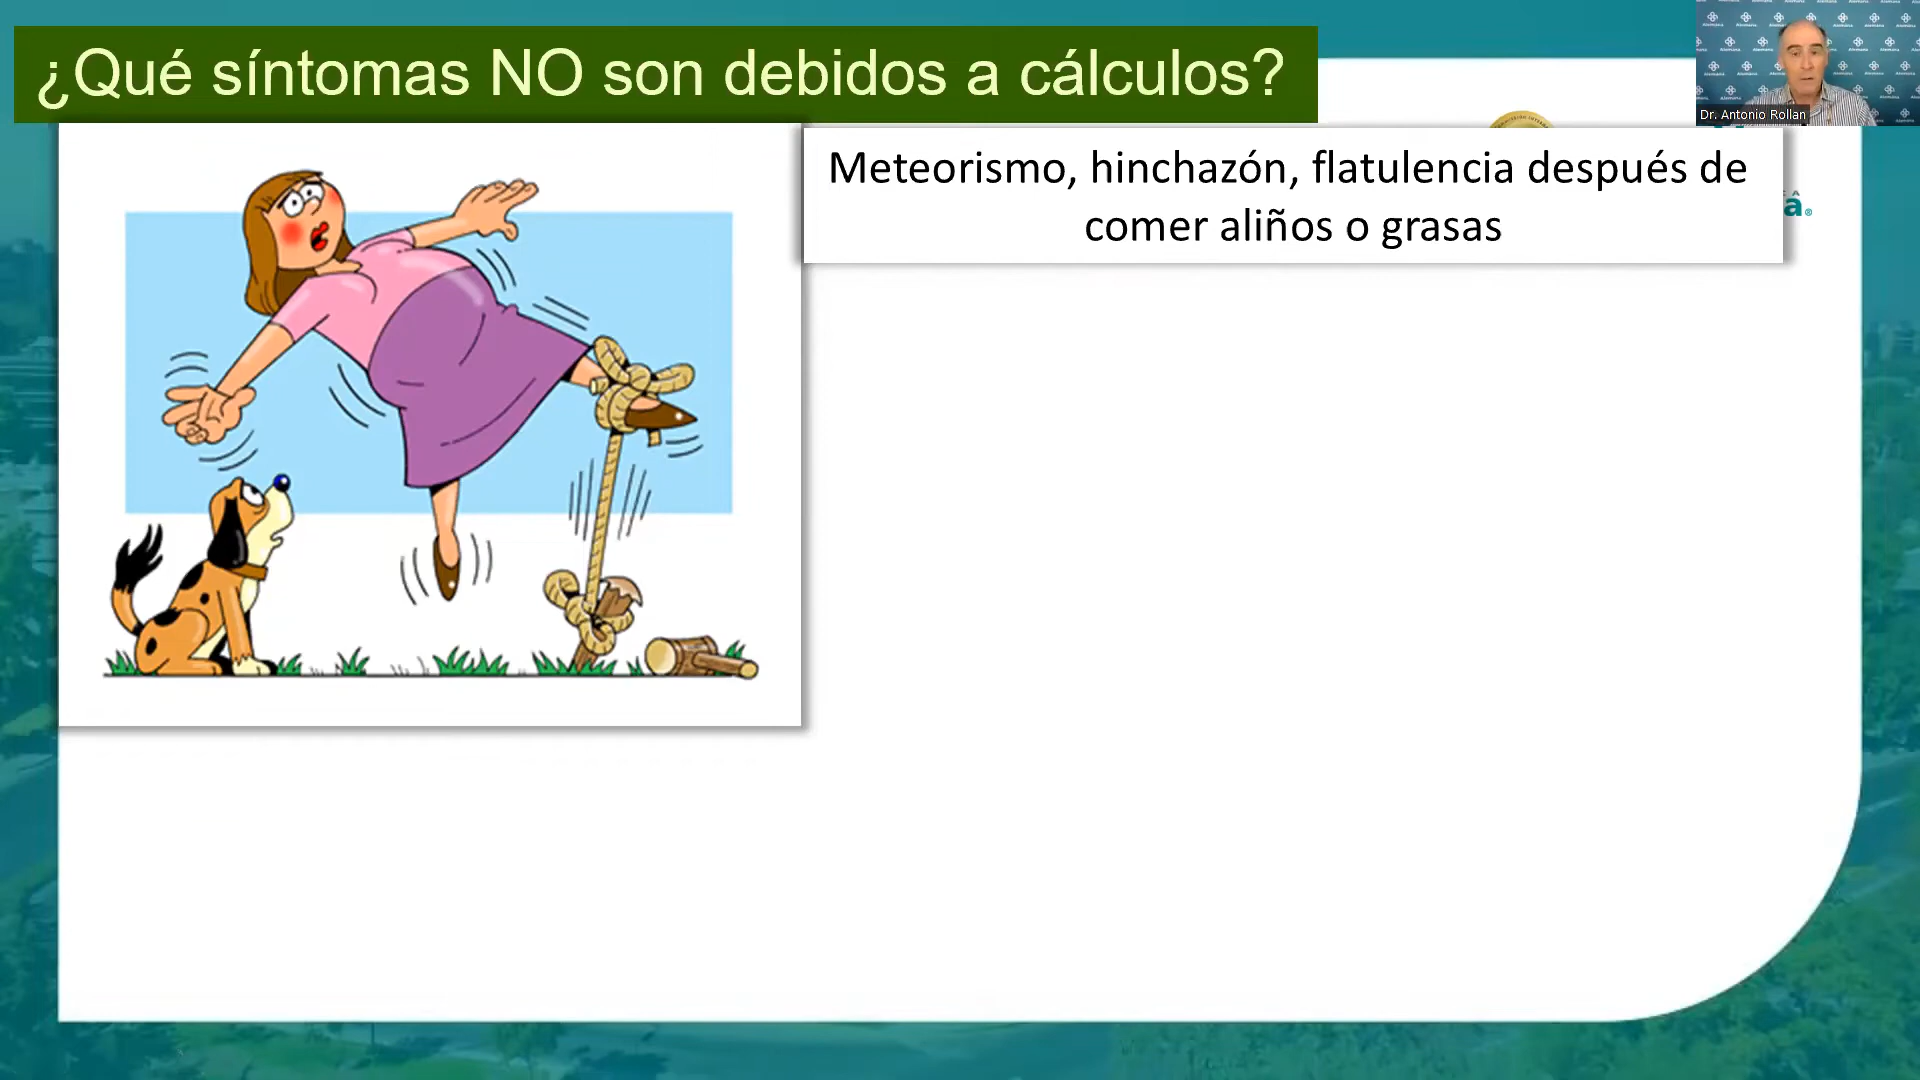 ¿Qué síntomas NO son debidos a cálculos?
Dr. Antonio Rollan
Meteorismo, hinchazón, flatulencia después de
comer aliños o grasas